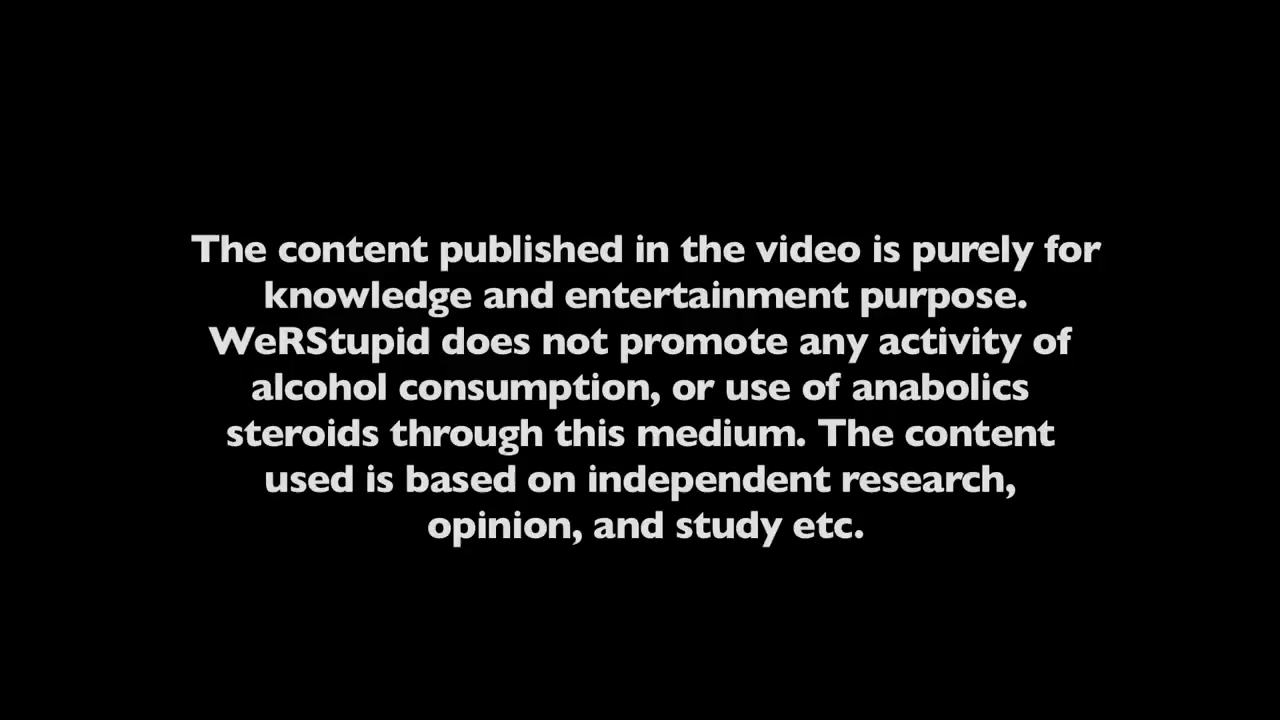 The content published in the video is purely for
knowledge and entertainment purpose.
WeRStupid does not promote any activity of
alcohol consumption, or use of anabolics
steroids through this medium. The content
used is based on independent research,
opinion, and study etc.